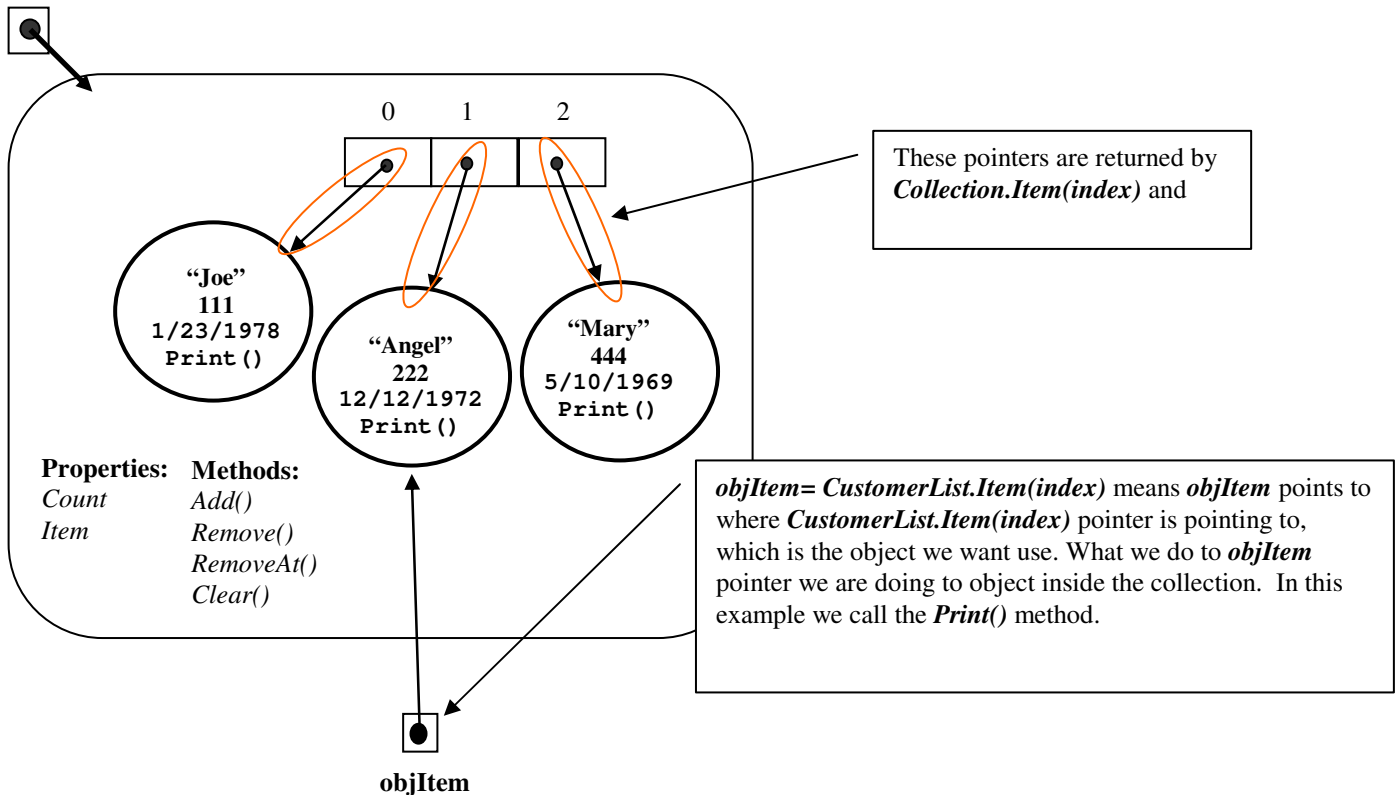 0 1 2
These pointers are returned by
Collection.Item(index) and
“Joe”
111
1/23/1978
Print()
“Angel”
222
12/12/1972
Print()
“Mary”
444
5/10/1969
Print()
Properties:
Count
Item
Methods:
Add()
Remove()
RemoveAt()
Clear()
objItem= CustomerList.Item(index) means objItem points to
where CustomerList.Item(index) pointer is pointing to,
which is the object we want use. What we do to objItem
pointer we are doing to object inside the collection. In this
example we call the Print() method.
objItem